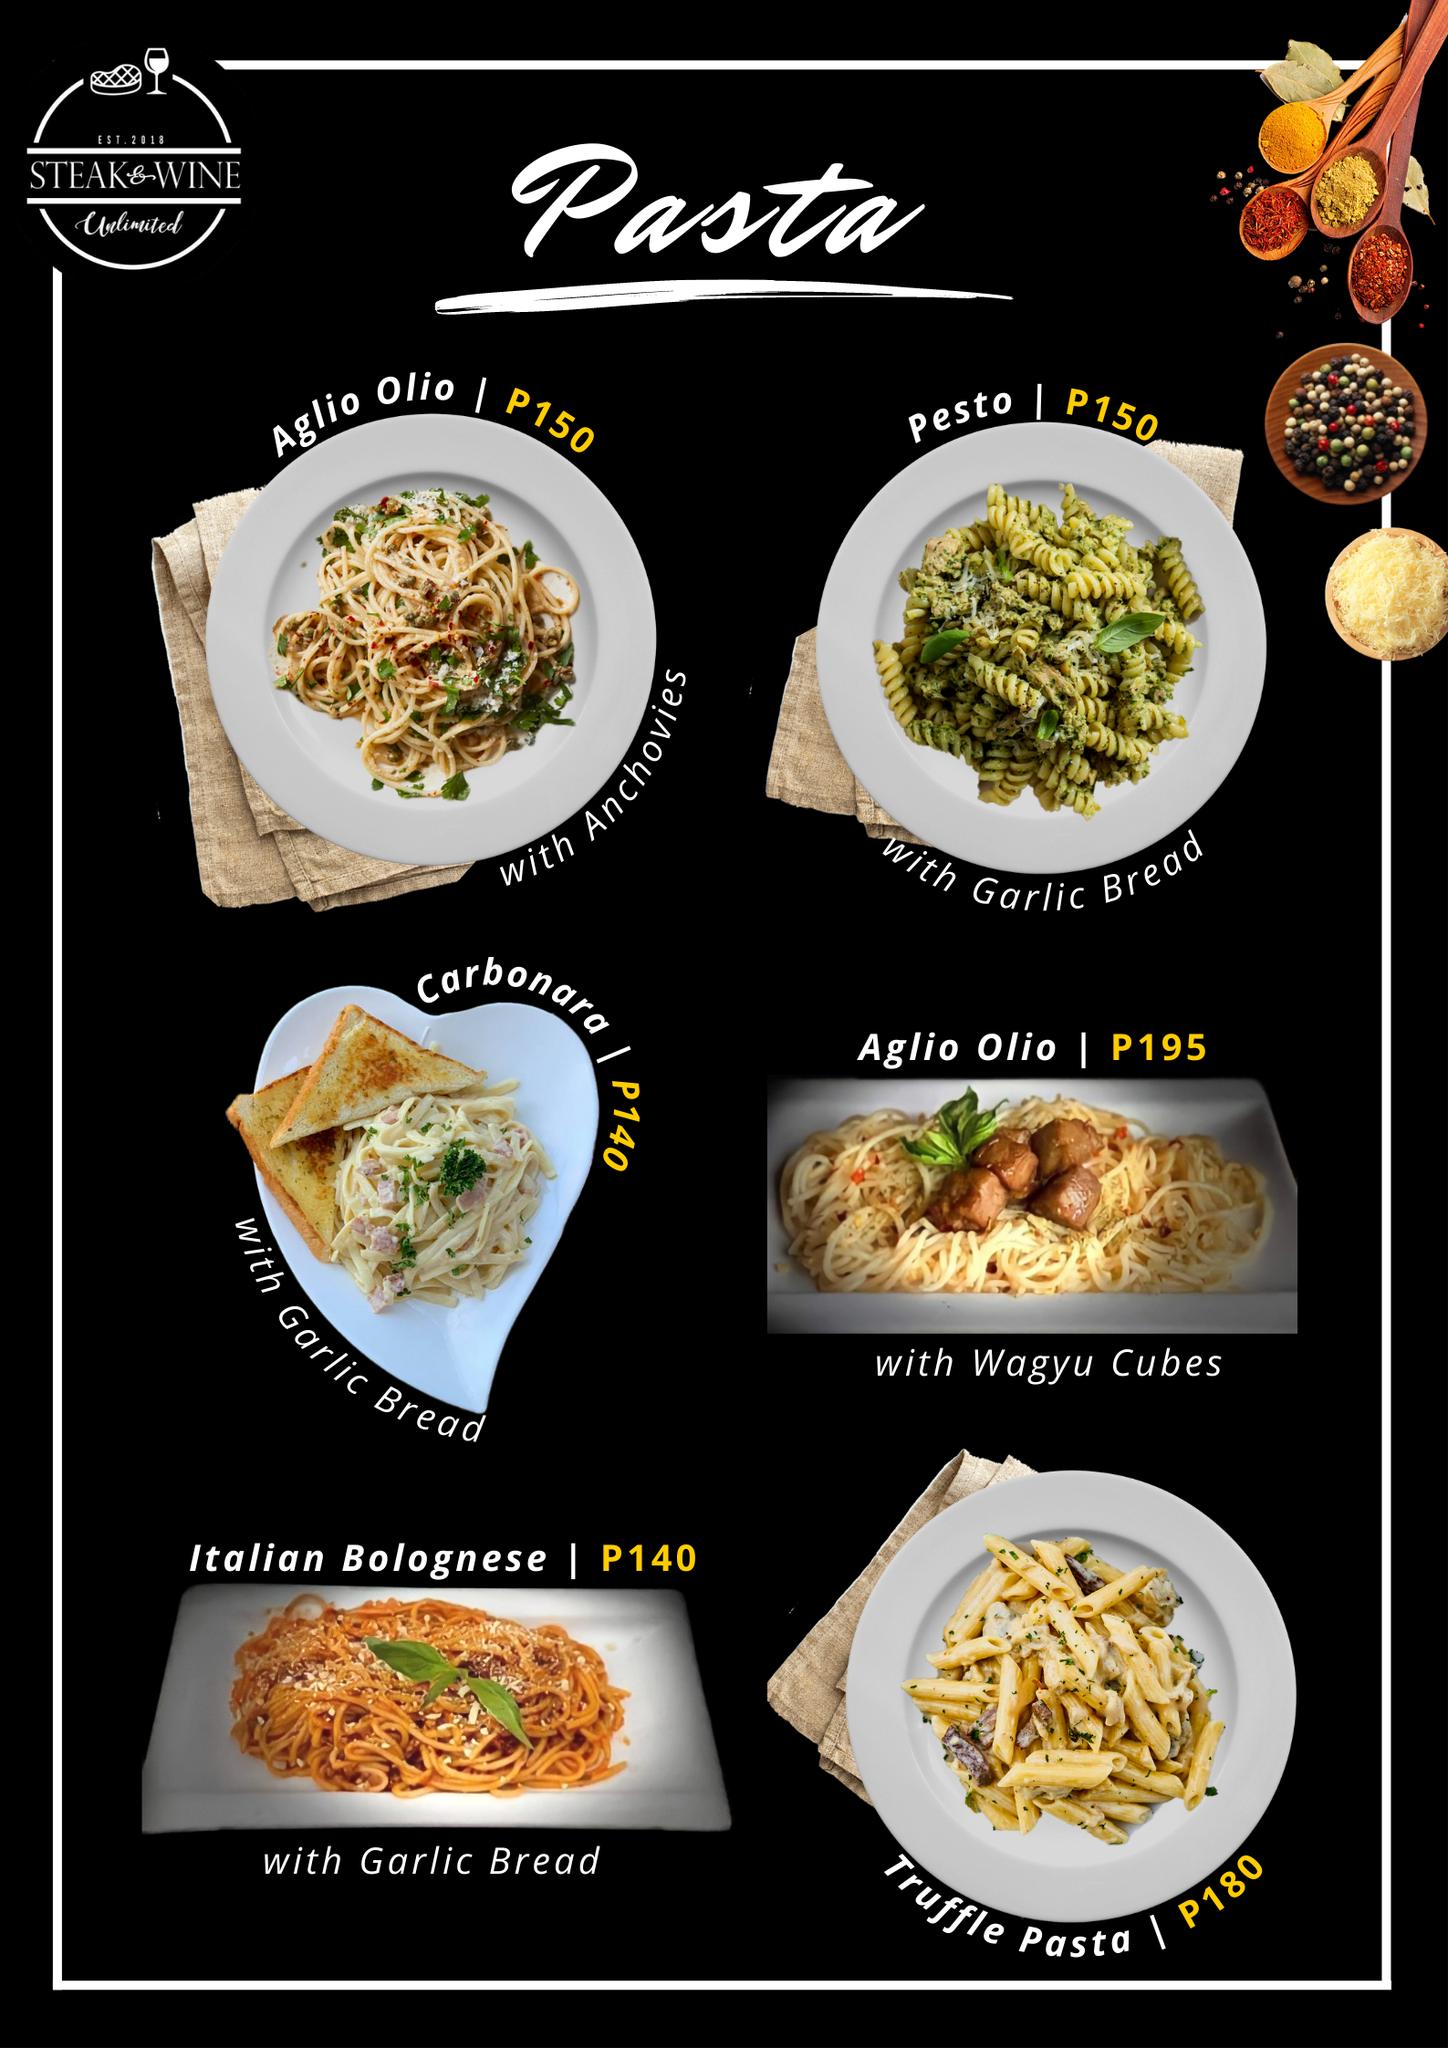 EST.2018
STEAK & WINE
Unlimited
Pasta
Aglio Olio | P150
with Anchovies
Pesto | P150
with Garlic Bread
Carbonara | P140
with Garlic Bread
Aglio Olio | P195
with Wagyu Cubes
Italian Bolognese | P140
with Garlic Bread
Truffle Pasta | P180